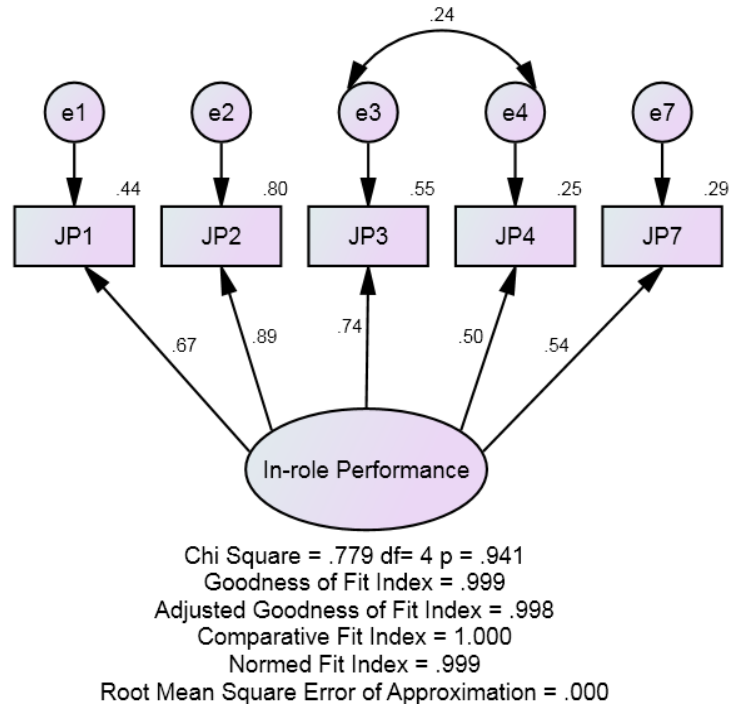 .24
e1 e2 e3 e4 e7
.44 .80 .55 .25 .29
JP1 JP2 JP3 JP4 JP7
.67 .89 .74 .50 .54
In-role Performance
Chi Square = .779 df= 4 p = .941
Goodness of Fit Index = .999
Adjusted Goodness of Fit Index = .998
Comparative Fit Index = 1.000
Normed Fit Index = .999
Root Mean Square Error of Approximation = .000